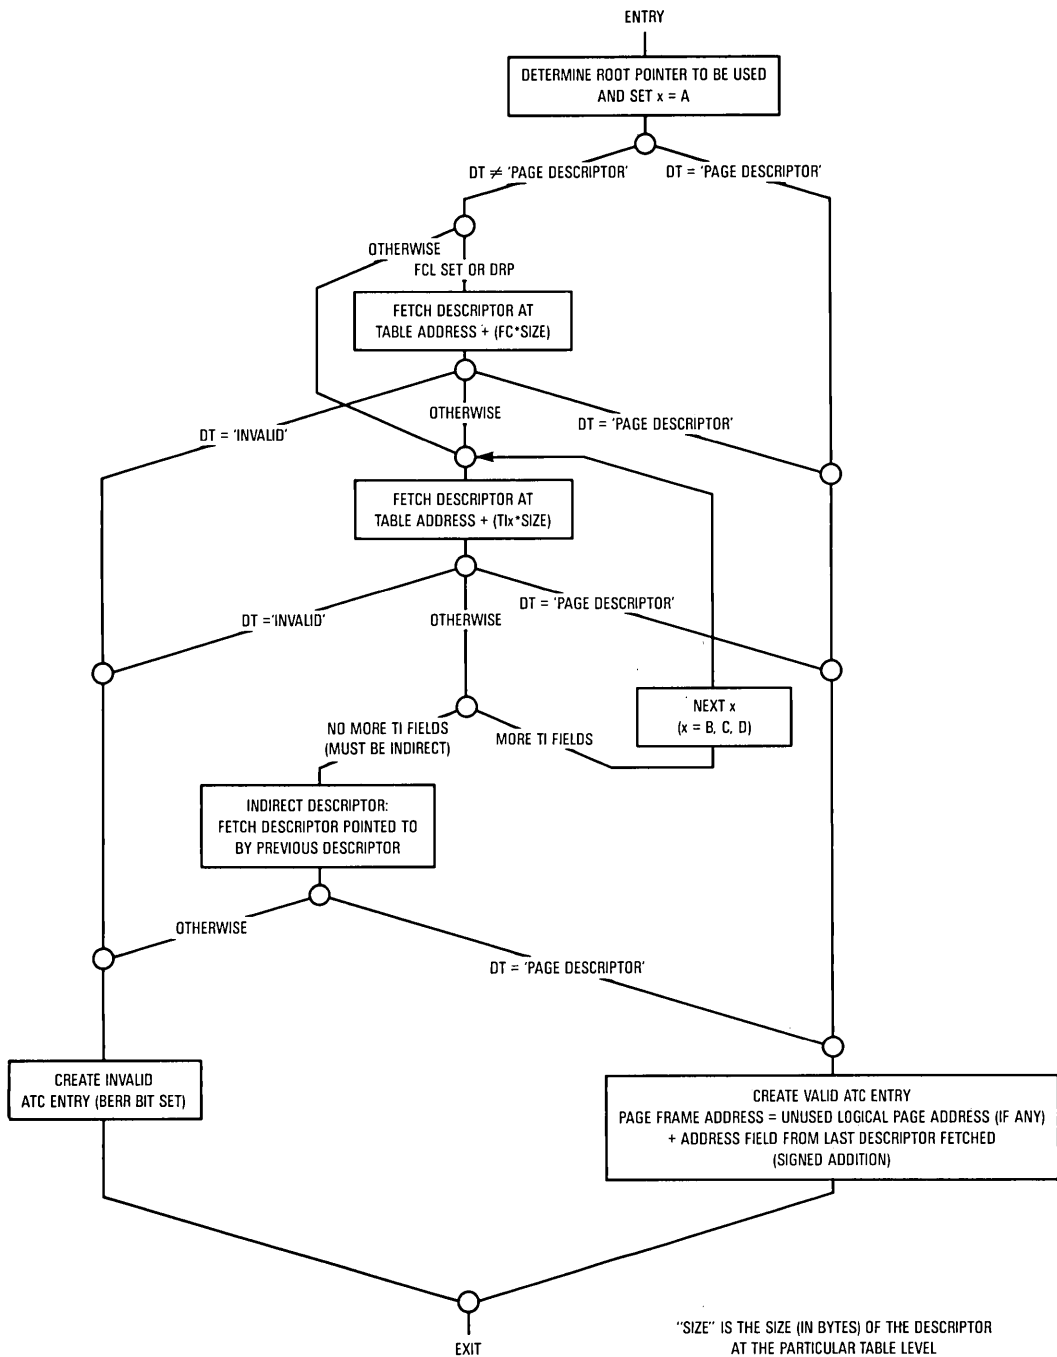 ENTRY
DETERMINE ROOT POINTER TO BE USED
AND SET x = A
DT ≠ 'PAGE DESCRIPTOR'
DT = 'PAGE DESCRIPTOR'
OTHERWISE
FCL SET OR DRP
FETCH DESCRIPTOR AT
TABLE ADDRESS + (FC*SIZE)
OTHERWISE
DT = 'INVALID'
DT = 'PAGE DESCRIPTOR'
FETCH DESCRIPTOR AT
TABLE ADDRESS + (TIx*SIZE)
DT ='INVALID'
OTHERWISE
DT = 'PAGE DESCRIPTOR'
NEXT x
(x = B, C, D)
NO MORE TI FIELDS
(MUST BE INDIRECT)
MORE TI FIELDS
INDIRECT DESCRIPTOR:
FETCH DESCRIPTOR POINTED TO
BY PREVIOUS DESCRIPTOR
OTHERWISE
DT = 'PAGE DESCRIPTOR'
CREATE INVALID
ATC ENTRY (BERR BIT SET)
CREATE VALID ATC ENTRY
PAGE FRAME ADDRESS = UNUSED LOGICAL PAGE ADDRESS (IF ANY)
+ ADDRESS FIELD FROM LAST DESCRIPTOR FETCHED
(SIGNED ADDITION)
EXIT
"SIZE" IS THE SIZE (IN BYTES) OF THE DESCRIPTOR
AT THE PARTICULAR TABLE LEVEL